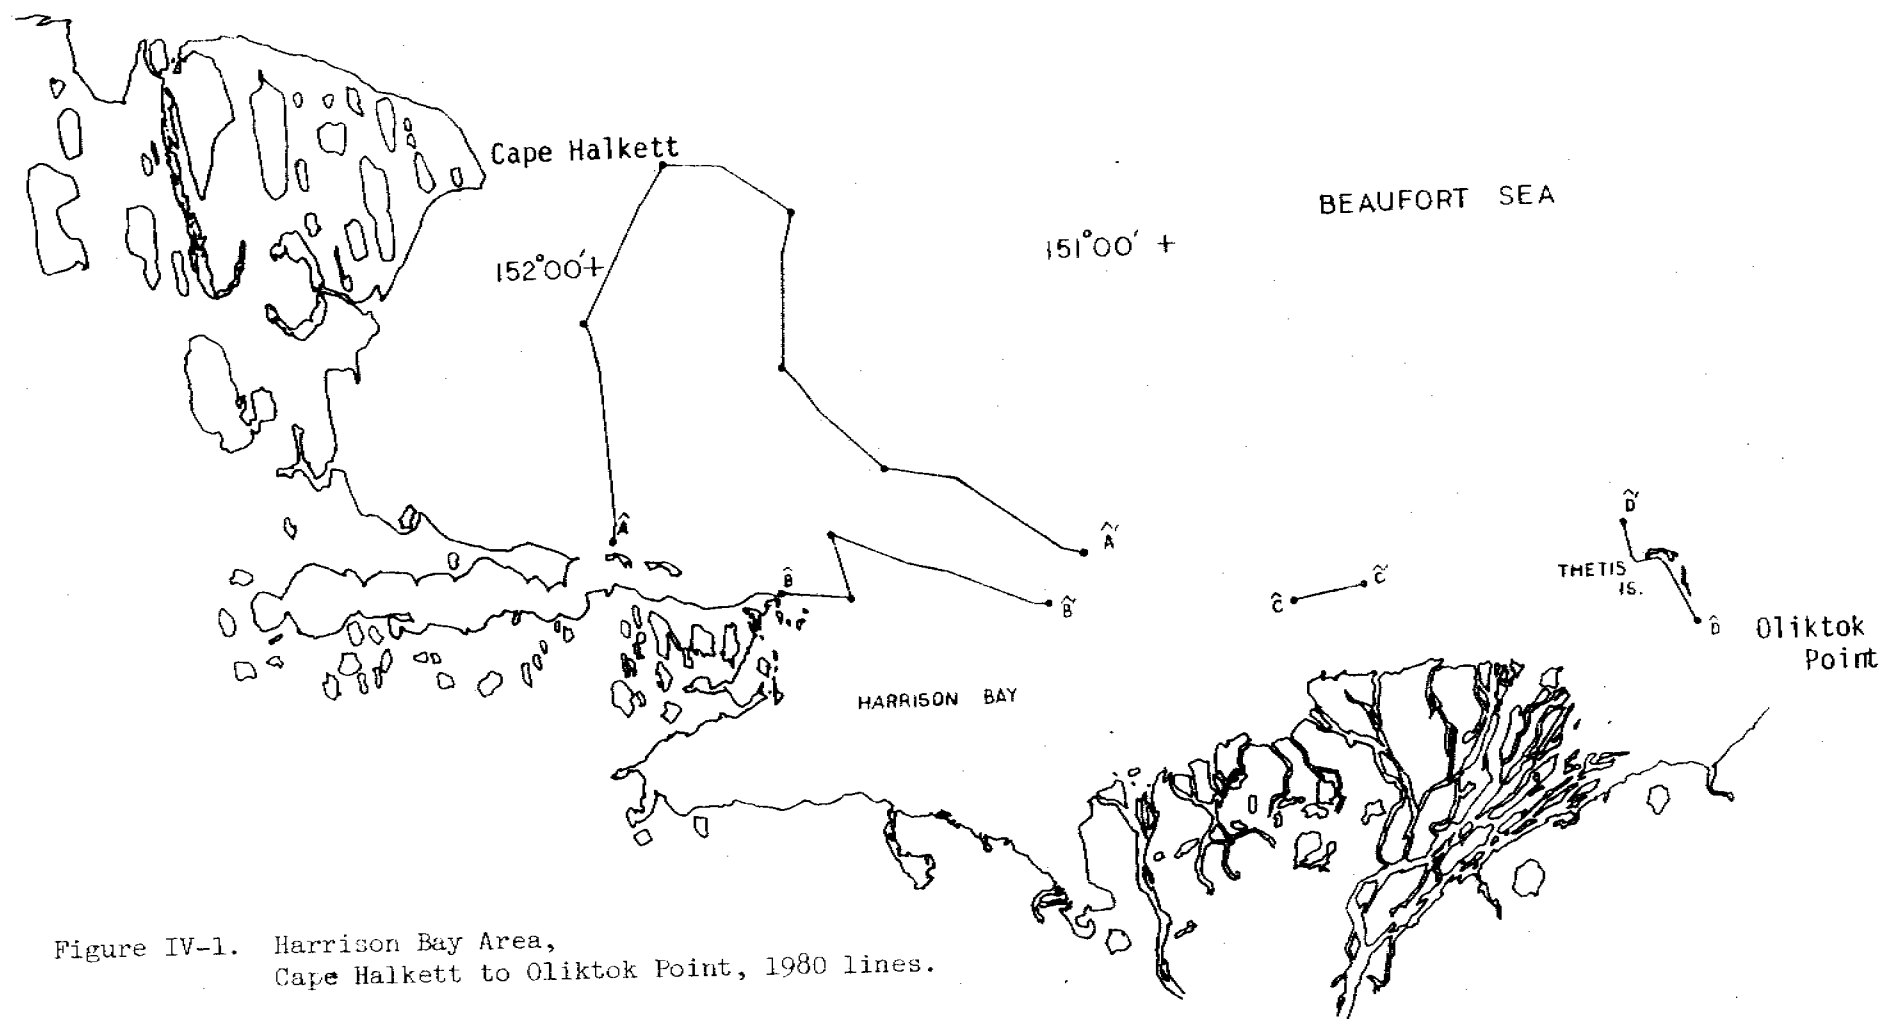 Cape Halkett
BEAUFORT SEA
151°00' +
152°00'+
Â
Â'
B̂
B̂'
Ĉ
Ĉ'
D̂'
THETIS
IS.
D̂
Oliktok
Point
HARRISON BAY
Figure IV-1. Harrison Bay Area,
Cape Halkett to Oliktok Point, 1980 lines.